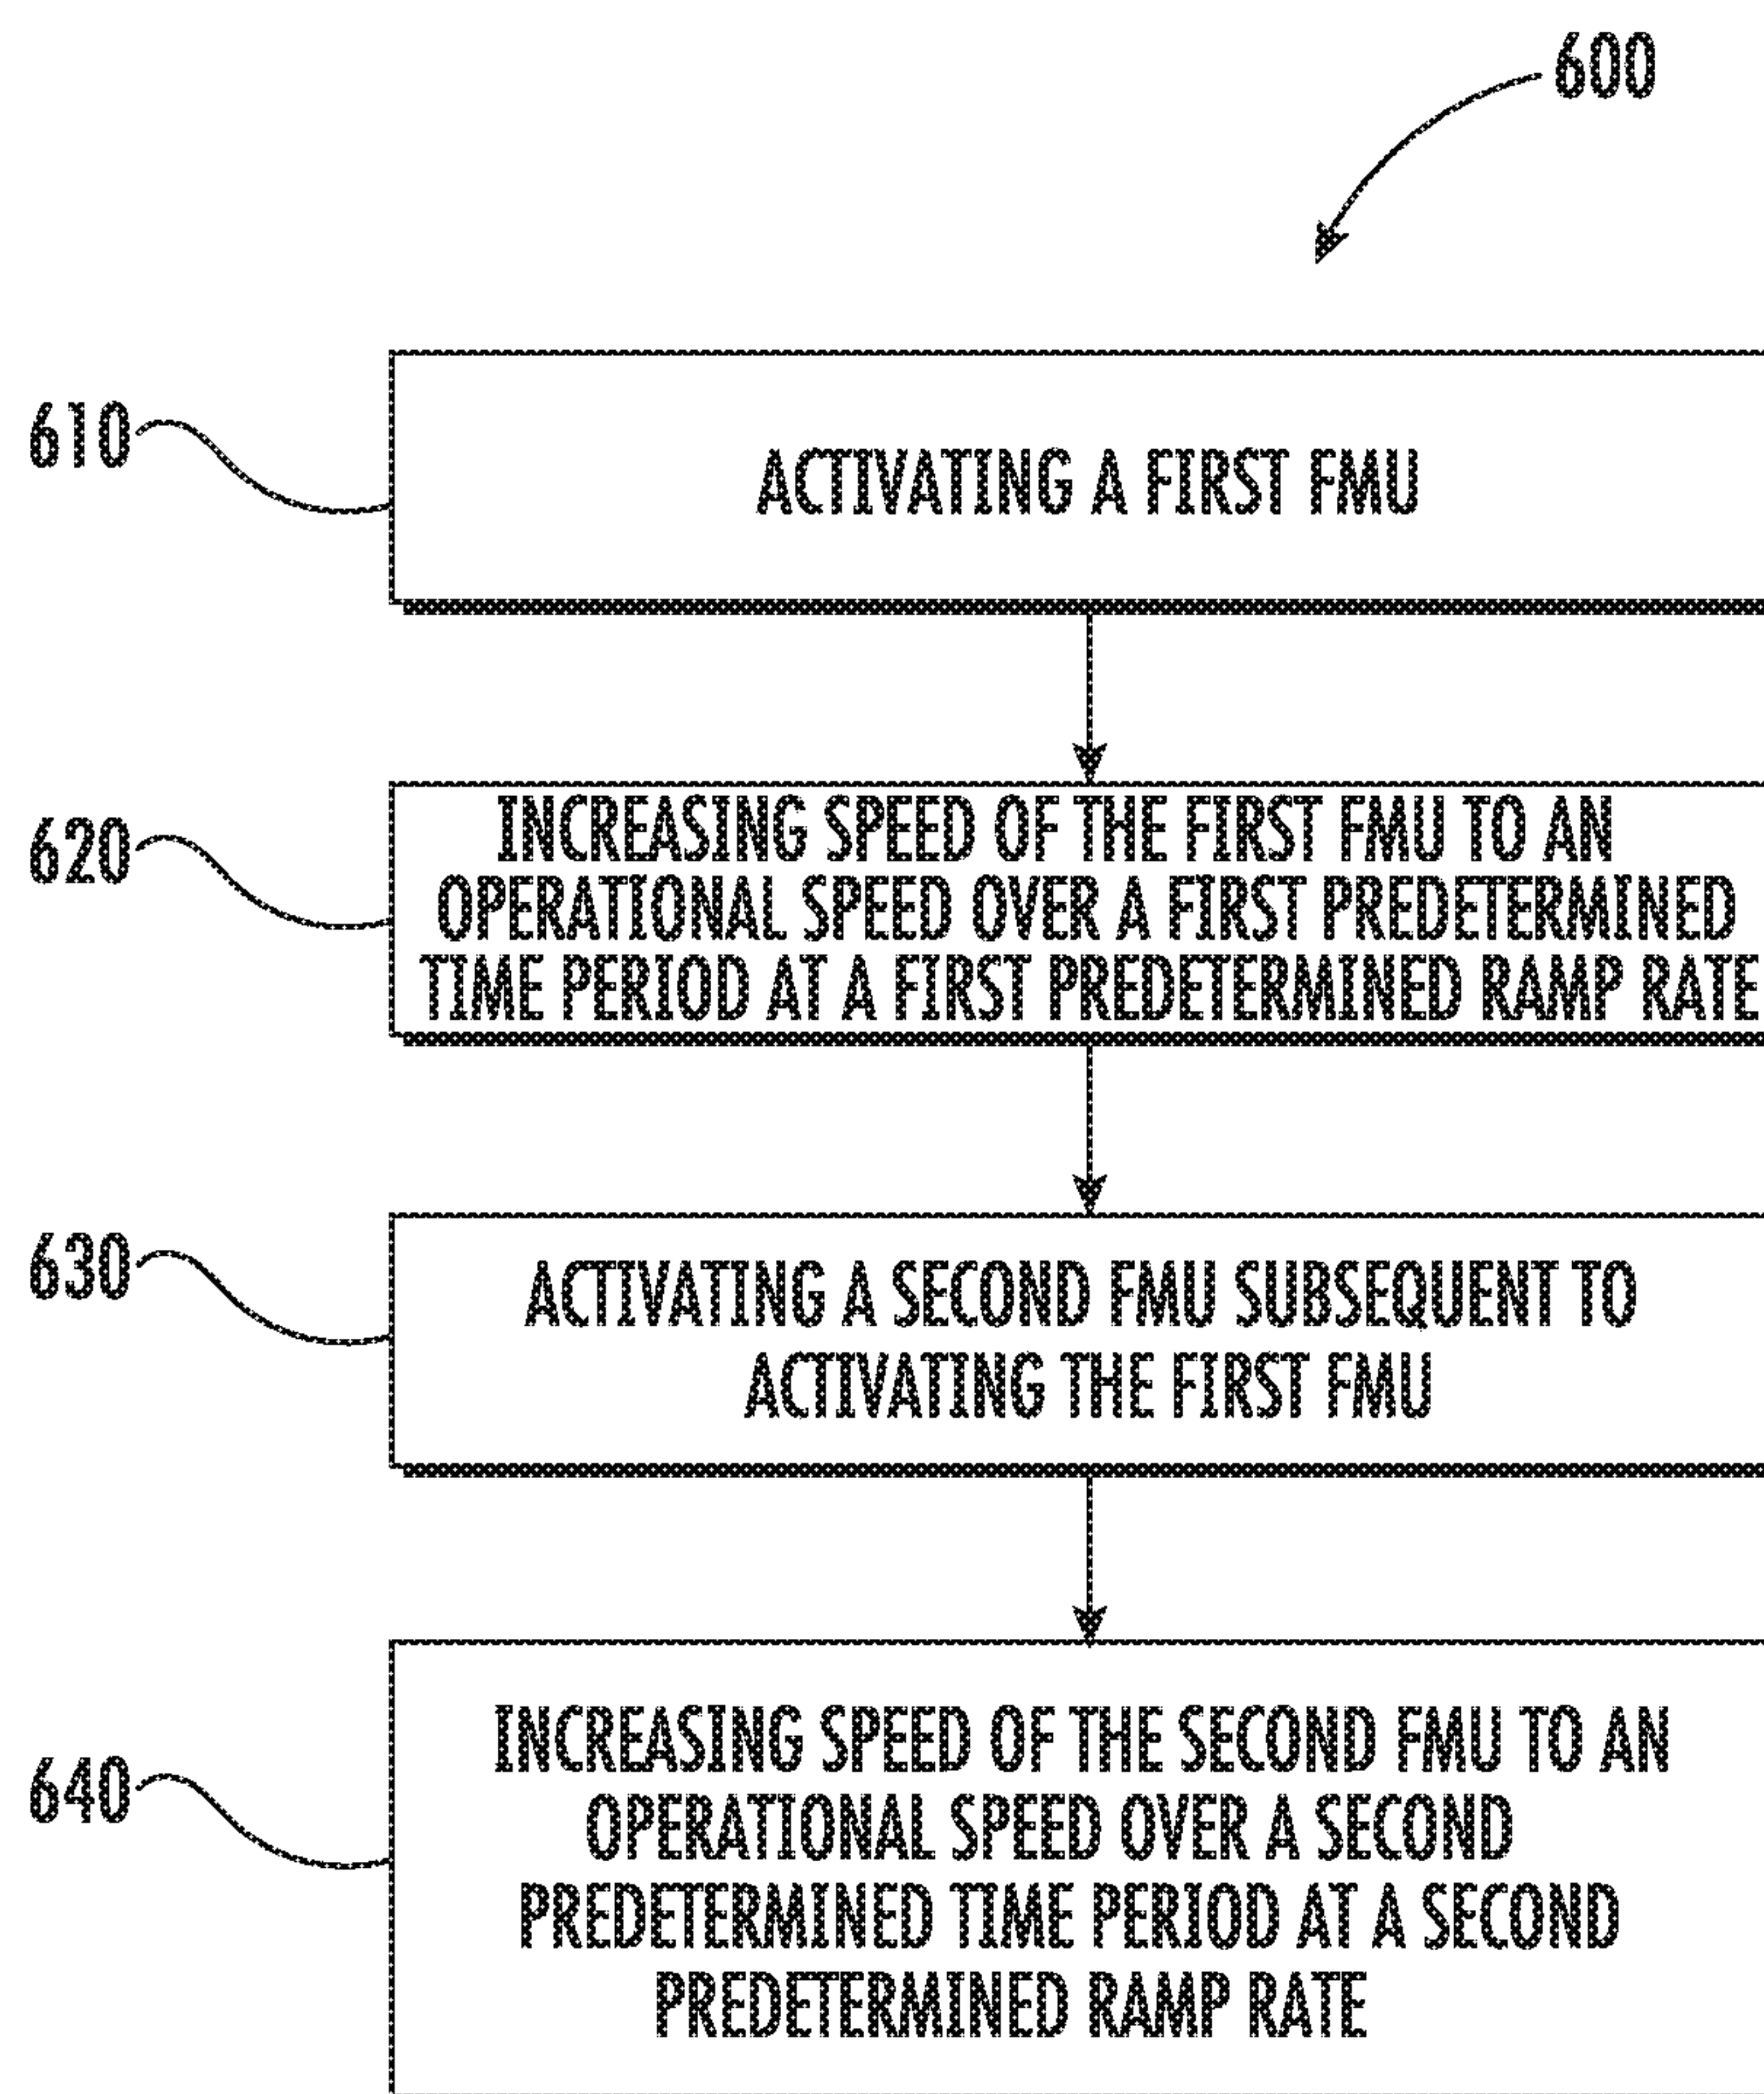 600
610
ACTIVATING A FIRST FMU
620
INCREASING SPEED OF THE FIRST FMU TO AN
OPERATIONAL SPEED OVER A FIRST PREDETERMINED
TIME PERIOD AT A FIRST PREDETERMINED RAMP RATE
630
ACTIVATING A SECOND FMU SUBSEQUENT TO
ACTIVATING THE FIRST FMU
640
INCREASING SPEED OF THE SECOND FMU TO AN
OPERATIONAL SPEED OVER A SECOND
PREDETERMINED TIME PERIOD AT A SECOND
PREDETERMINED RAMP RATE